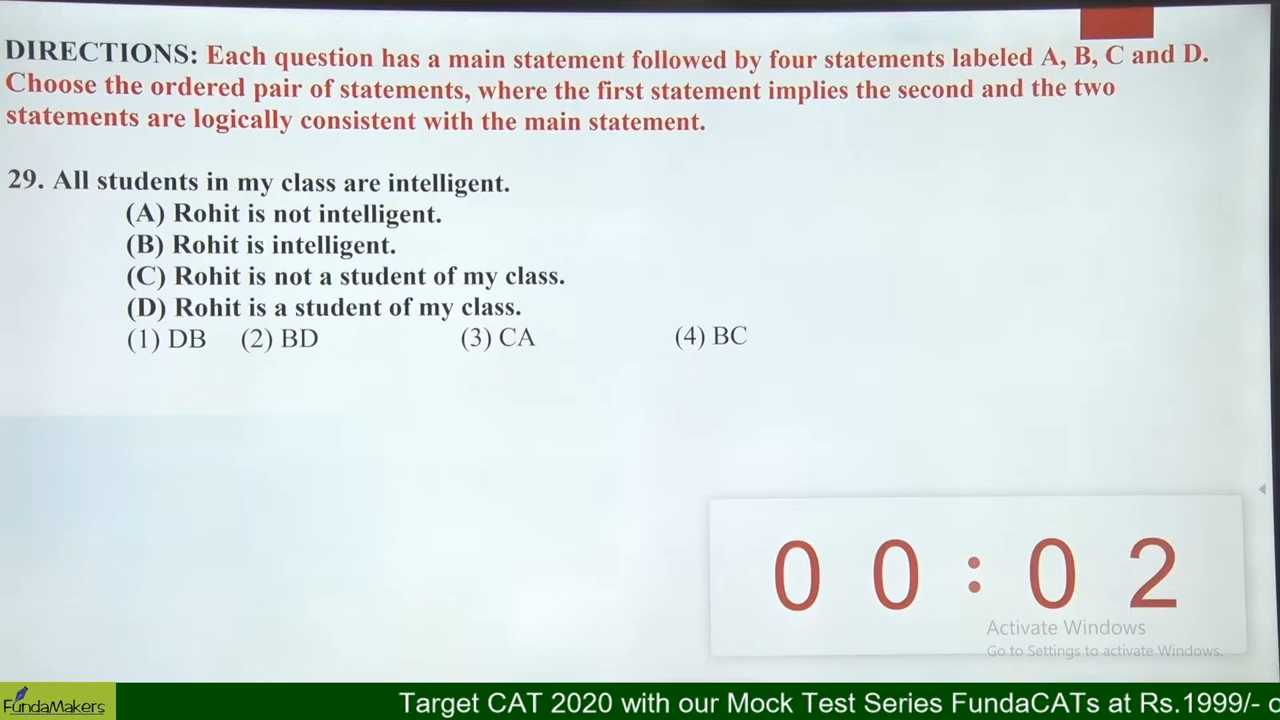 DIRECTIONS: Each question has a main statement followed by four statements labeled A, B, C and D.
Choose the ordered pair of statements, where the first statement implies the second and the two
statements are logically consistent with the main statement.
29. All students in my class are intelligent.
(A) Rohit is not intelligent.
(B) Rohit is intelligent.
(C) Rohit is not a student of my class.
(D) Rohit is a student of my class.
(1) DB (2) BD (3) CA (4) BC
00:02
Activate Windows
Go to Settings to activate Windows.
FundaMakers
Target CAT 2020 with our Mock Test Series FundaCATs at Rs.1999/-